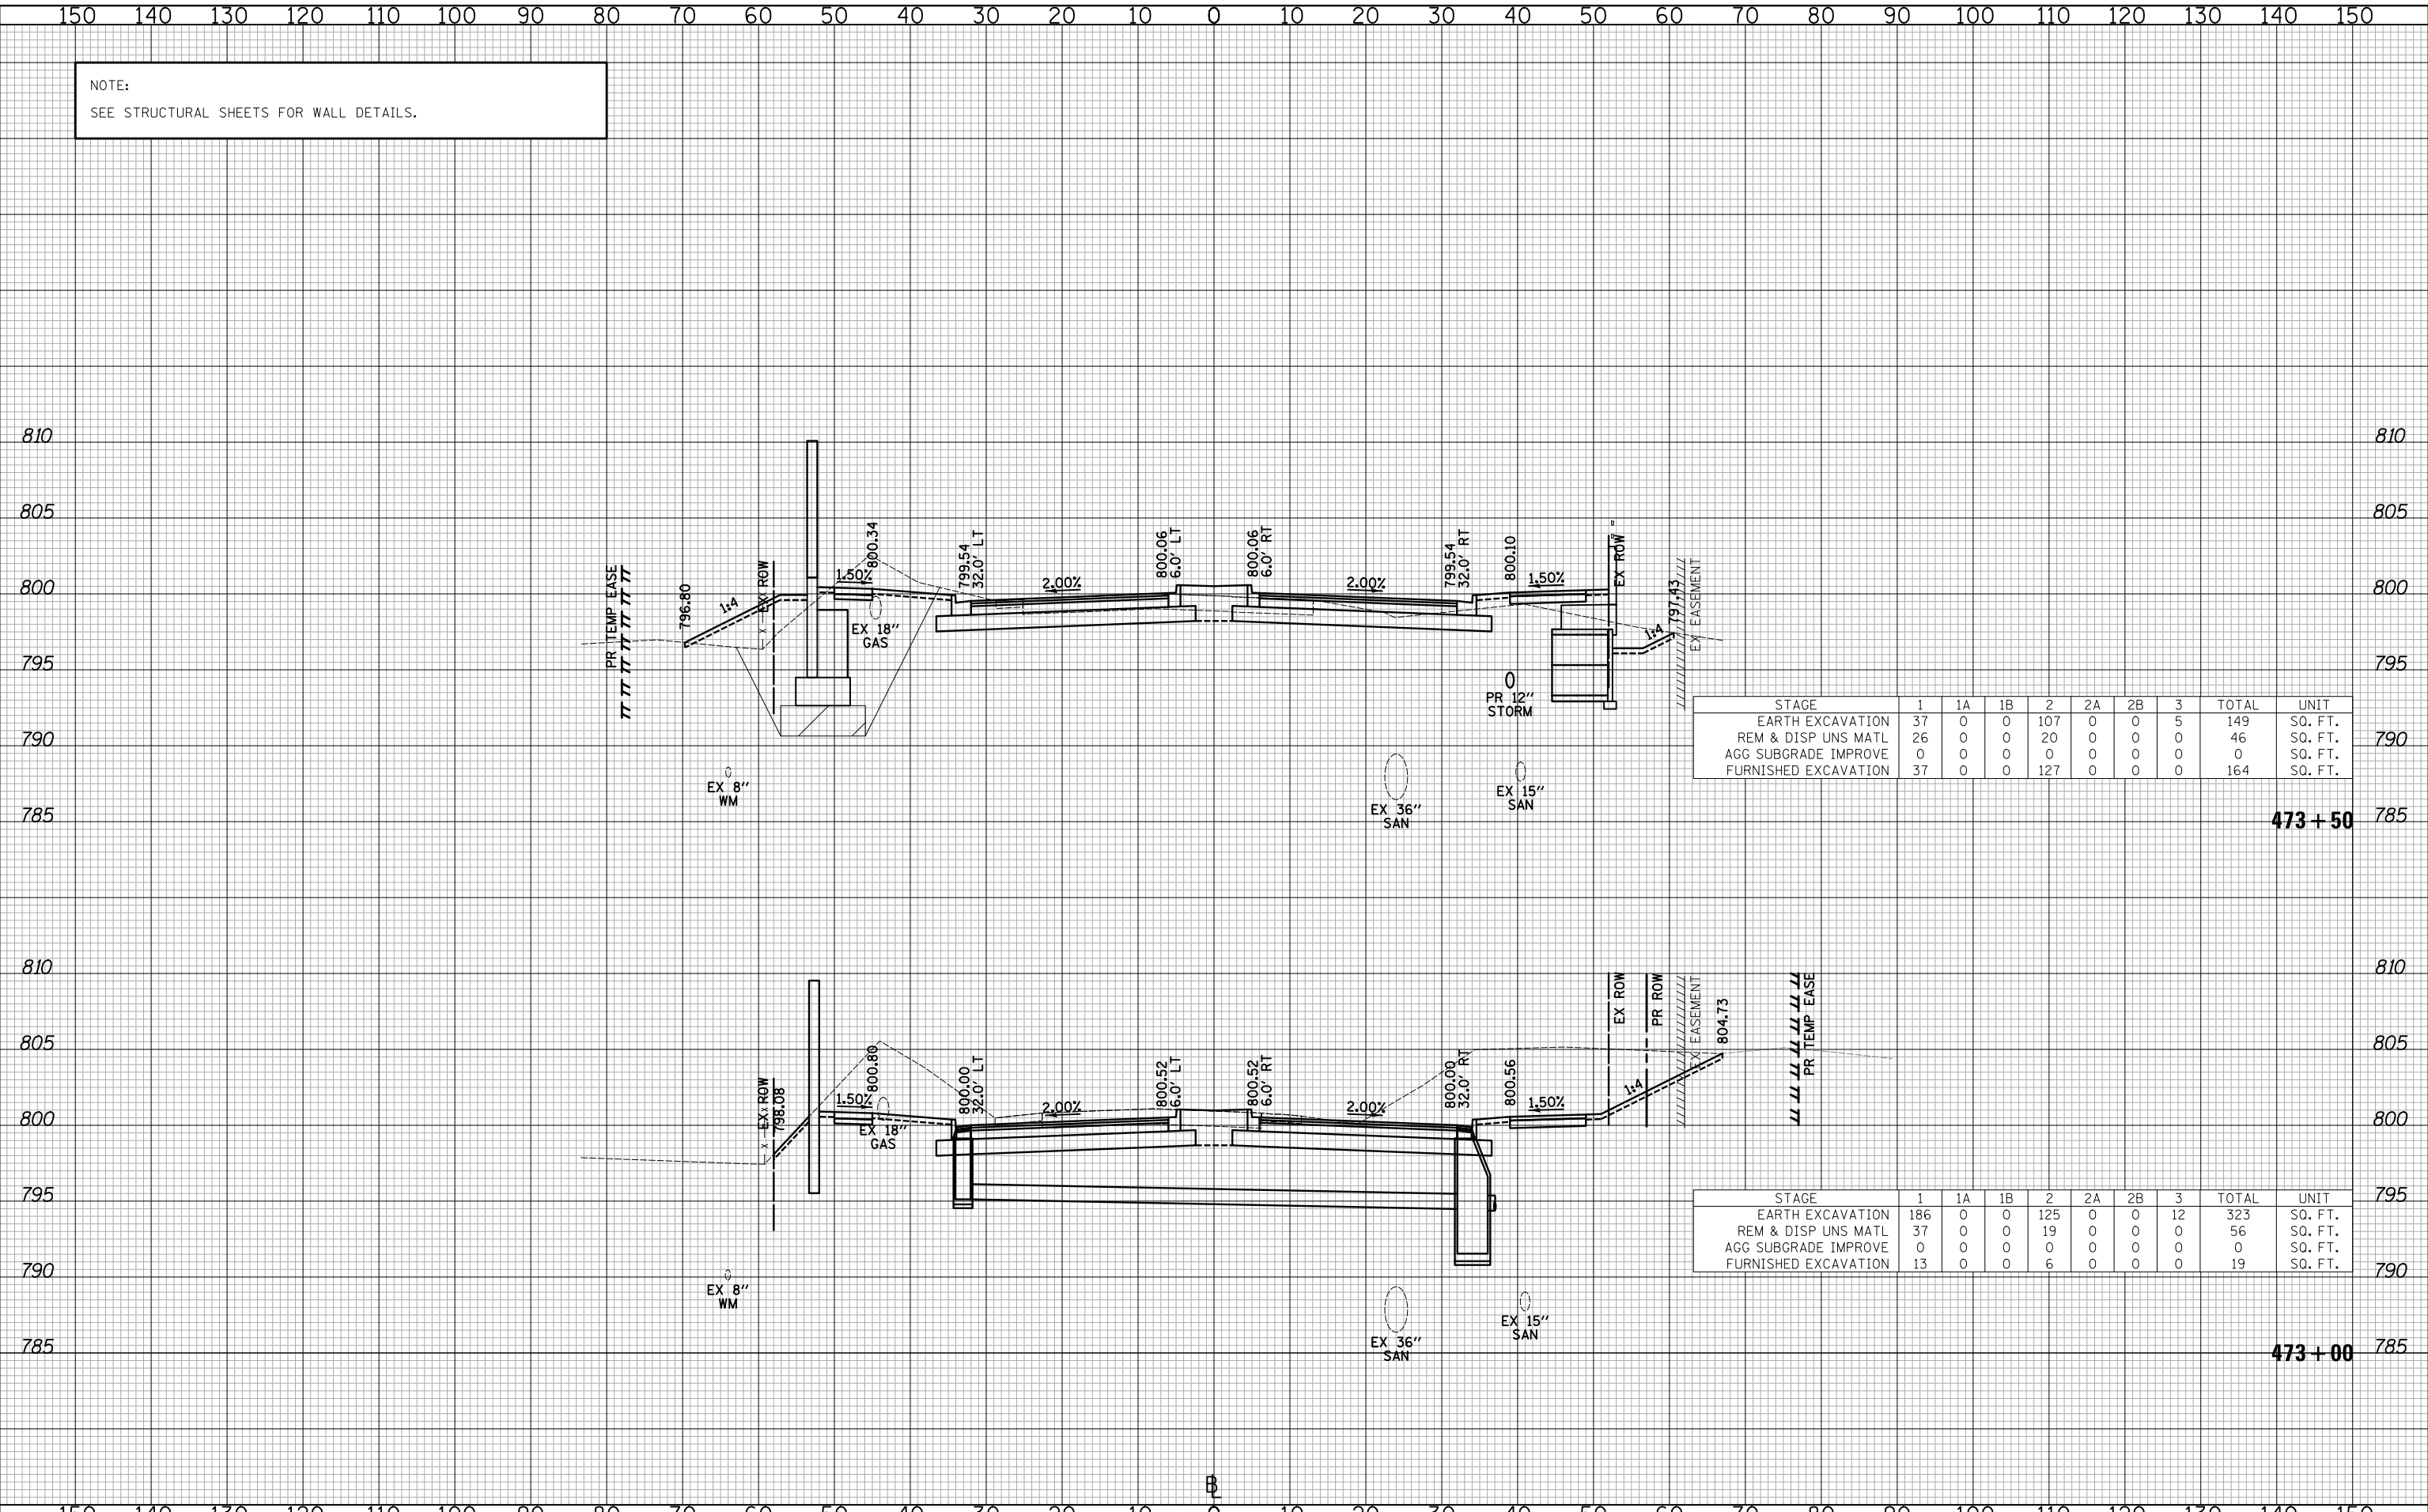 150 140 130 120 110 100 90 80 70 60 50 40 30 20 10 0 10 20 30 40 50 60 70 80 90 100 110 120 130 140 150
NOTE:
SEE STRUCTURAL SHEETS FOR WALL DETAILS.
810 810
805 805
800 800
795 795
790 790
785 785
PR TEMP EASE
796.80
1:4
EX ROW
1.50%
800.34
EX 18"
GAS
799.54
32.0' LT
2.00%
800.06
6.0' LT
800.06
6.0' RT
2.00%
799.54
32.0' RT
800.10
1.50%
EX ROW
797.43
1:4
EX EASEMENT
PR 12"
STORM
EX 8"
WM
EX 36"
SAN
EX 15"
SAN
STAGE 1 1A 1B 2 2A 2B 3 TOTAL UNIT
EARTH EXCAVATION 37 0 0 107 0 0 5 149 SQ. FT.
REM & DISP UNS MATL 26 0 0 20 0 0 0 46 SQ. FT.
AGG SUBGRADE IMPROVE 0 0 0 0 0 0 0 0 SQ. FT.
FURNISHED EXCAVATION 37 0 0 127 0 0 0 164 SQ. FT.
473+50
810 810
805 805
800 800
795 795
790 790
785 785
EX ROW
798.08
1.50%
800.80
EX 18"
GAS
800.00
32.0' LT
2.00%
800.52
6.0' LT
800.52
6.0' RT
2.00%
800.00
32.0' RT
800.56
1.50%
EX ROW
PR ROW
1:4
EX EASEMENT
804.73
PR TEMP EASE
EX 8"
WM
EX 36"
SAN
EX 15"
SAN
STAGE 1 1A 1B 2 2A 2B 3 TOTAL UNIT
EARTH EXCAVATION 186 0 0 125 0 0 12 323 SQ. FT.
REM & DISP UNS MATL 37 0 0 19 0 0 0 56 SQ. FT.
AGG SUBGRADE IMPROVE 0 0 0 0 0 0 0 0 SQ. FT.
FURNISHED EXCAVATION 13 0 0 6 0 0 0 19 SQ. FT.
473+00
BL
150 140 130 120 110 100 90 80 70 60 50 40 30 20 10 0 10 20 30 40 50 60 70 80 90 100 110 120 130 140 150